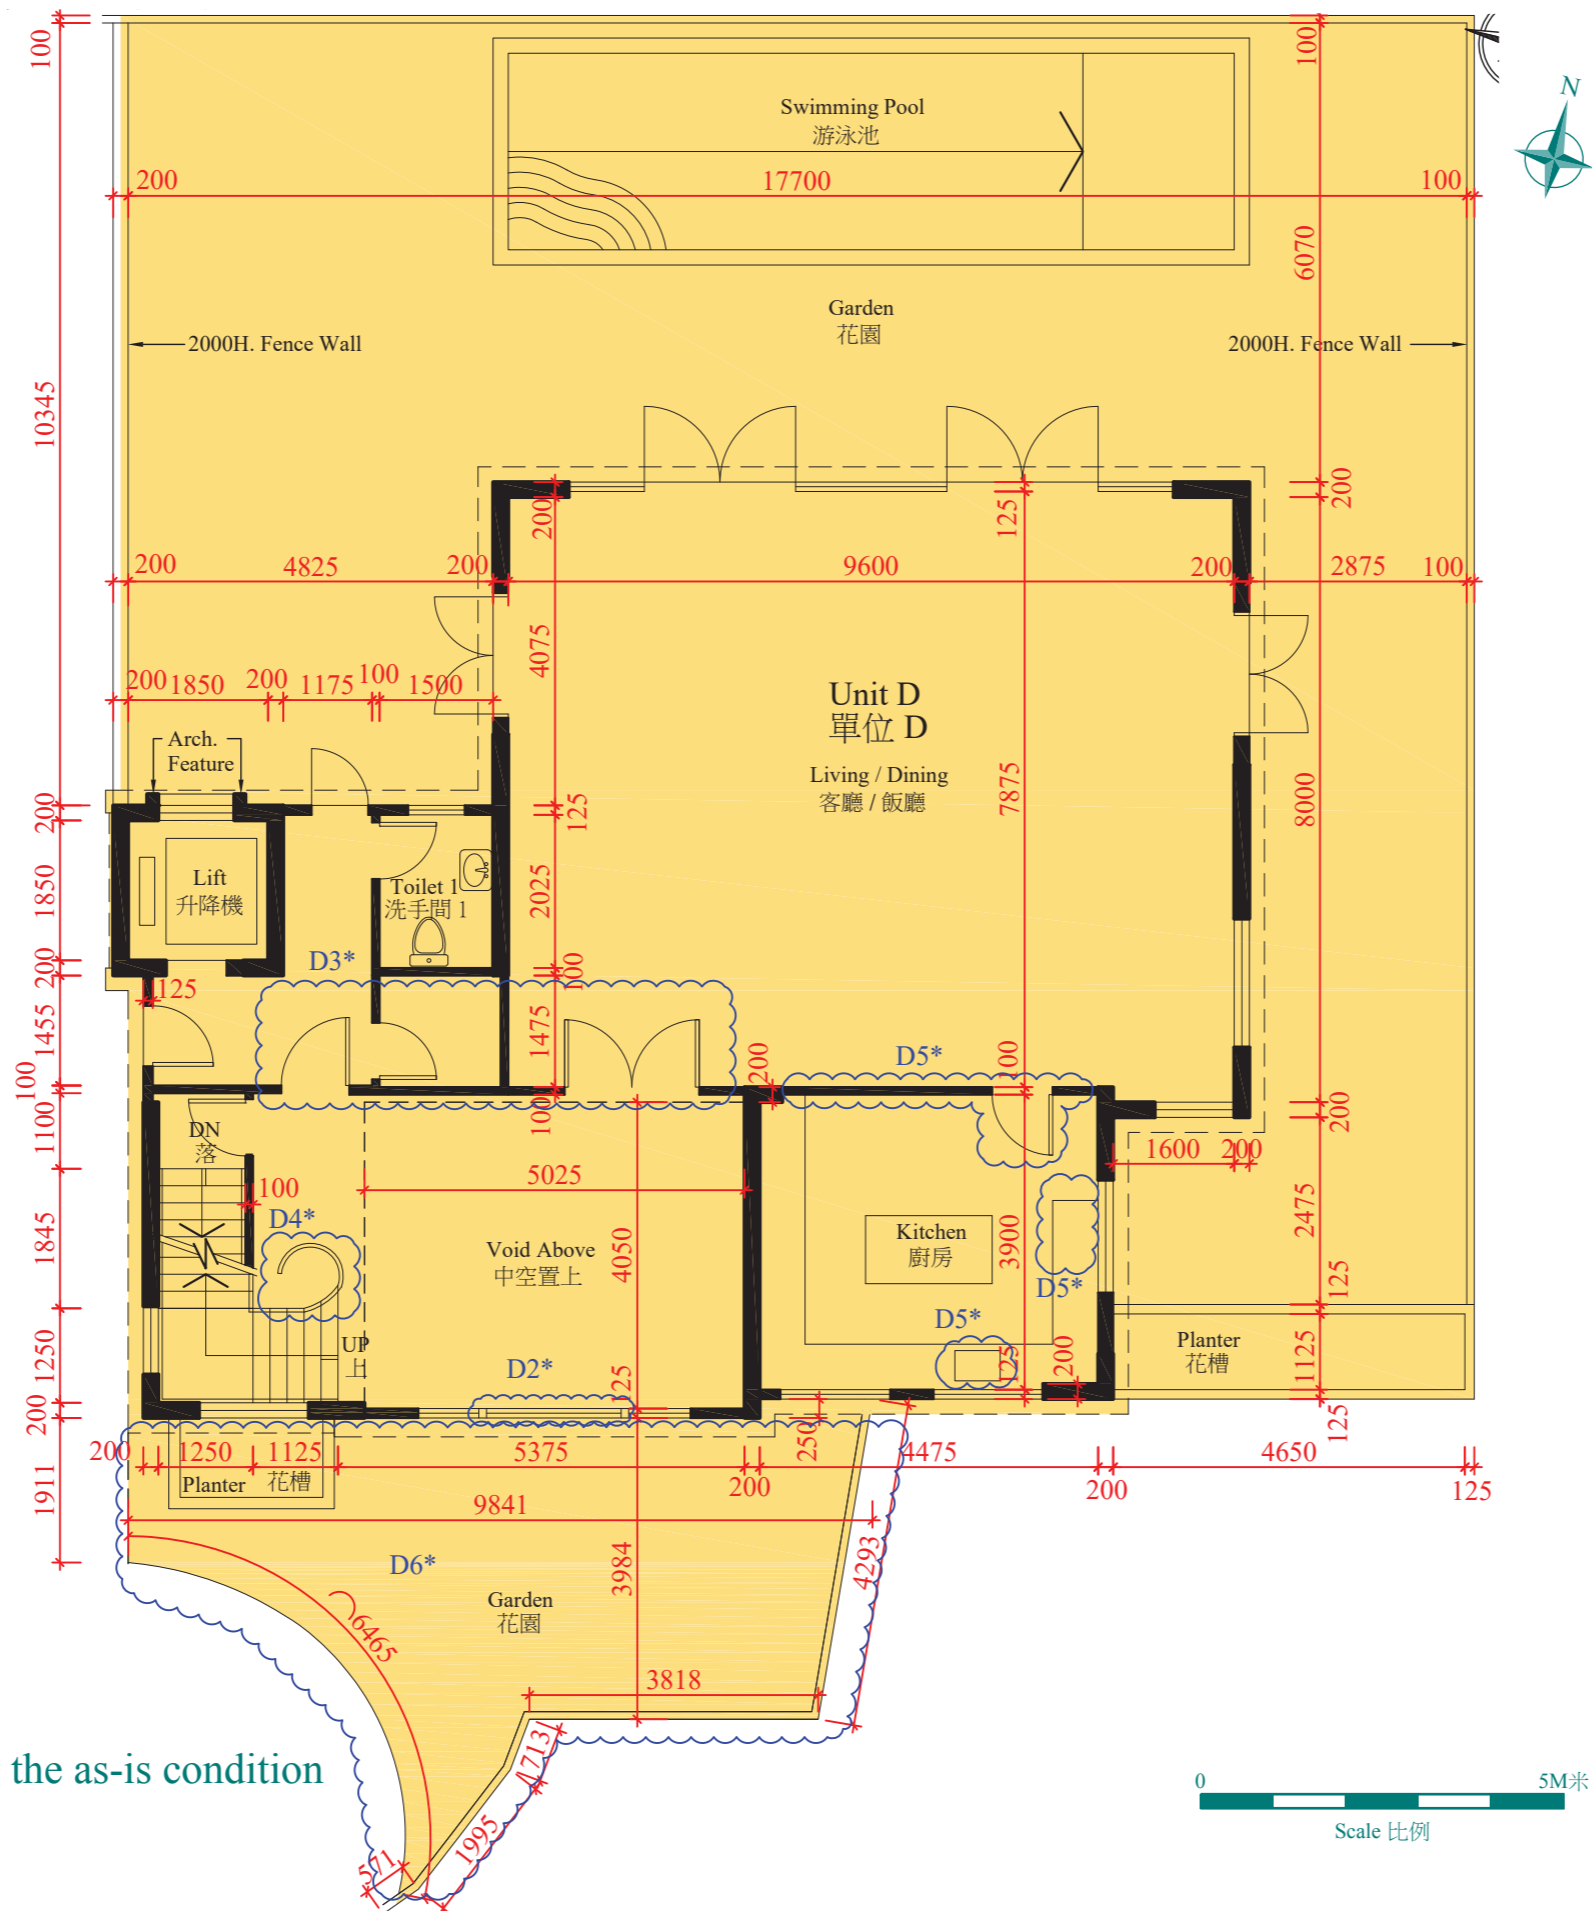 100
100
N
Swimming Pool
游泳池
200
17700
100
6070
Garden
花園
2000H. Fence Wall
2000H. Fence Wall
10345
200
125
200
200
4825
200
9600
200
2875
100
4075
200
1850
200
1175
100
1500
Unit D
單位 D
Arch.
Feature
Living / Dining
客廳 / 飯廳
7875
8000
200
125
Lift
升降機
1850
Toilet 1
洗手間 1
2025
D3*
200
100
125
1455
1475
D5*
100
200
100
100
200
DN
落
1100
1600
200
5025
100
D4*
1845
Void Above
中空置上
4050
Kitchen
廚房
3900
2475
D5*
125
D5*
UP
上
1250
D2*
125
125
200
Planter
花槽
1125
200
125
200
1250
1125
5375
250
4475
4650
Planter 花槽
200
200
125
1911
9841
3984
4293
D6*
Garden
花園
6465
3818
1713
the as-is condition
0
5M米
Scale 比例
1995
571